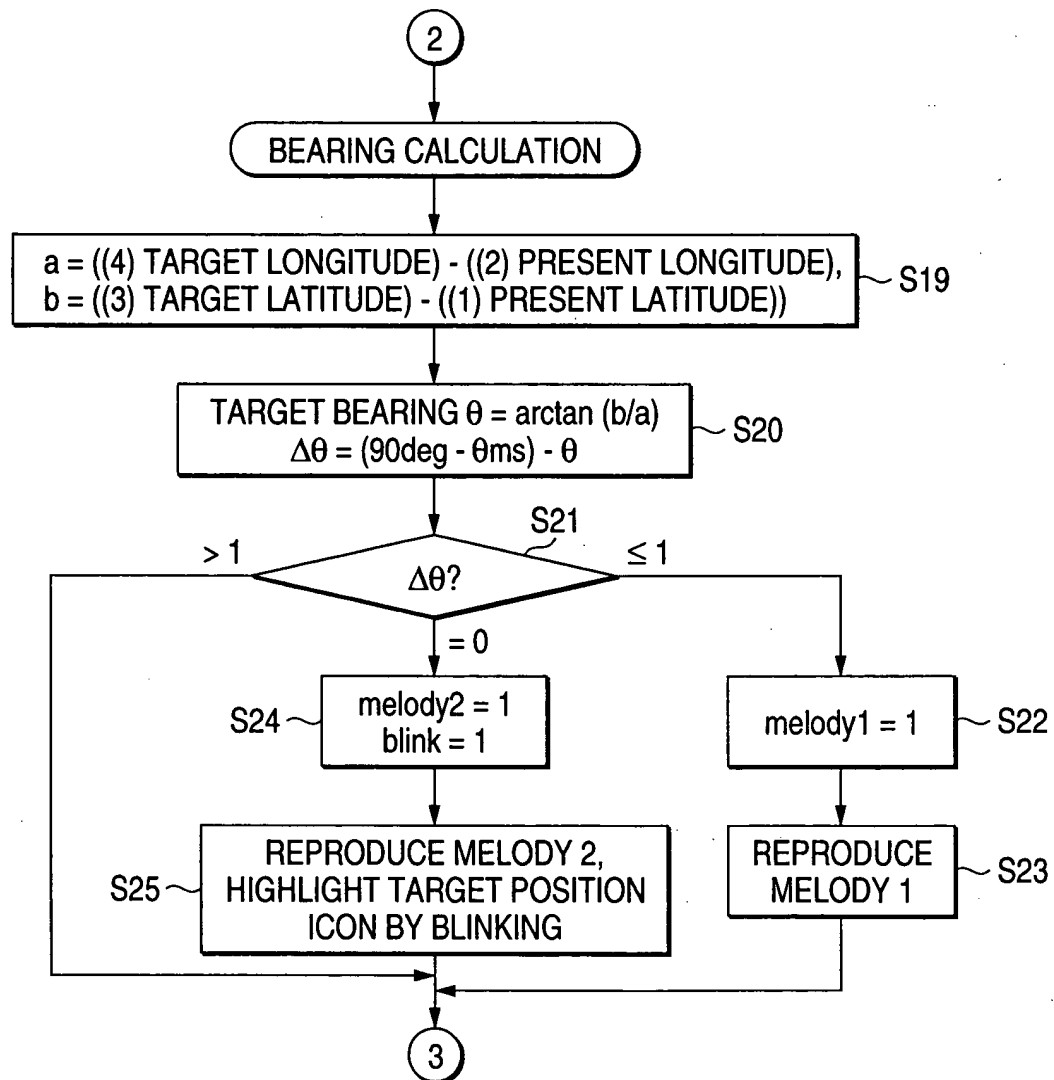 2
BEARING CALCULATION
a = ((4) TARGET LONGITUDE) - ((2) PRESENT LONGITUDE),
b = ((3) TARGET LATITUDE) - ((1) PRESENT LATITUDE))
S19
TARGET BEARING θ = arctan (b/a)
Δθ = (90deg - θms) - θ
S20
S21
> 1
≤ 1
Δθ?
= 0
S24
melody2 = 1
blink = 1
melody1 = 1
S22
S25
REPRODUCE MELODY 2,
HIGHLIGHT TARGET POSITION
ICON BY BLINKING
REPRODUCE
MELODY 1
S23
3